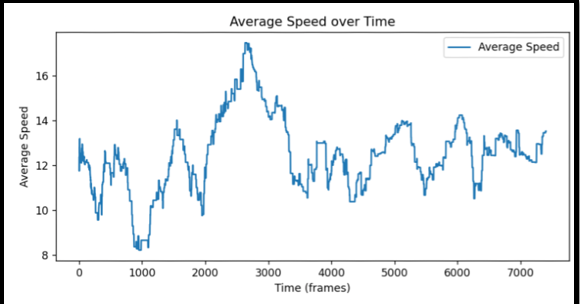 Average Speed over Time
Average Speed
16
14
12
10
8
Average Speed
0 1000 2000 3000 4000 5000 6000 7000
Time (frames)